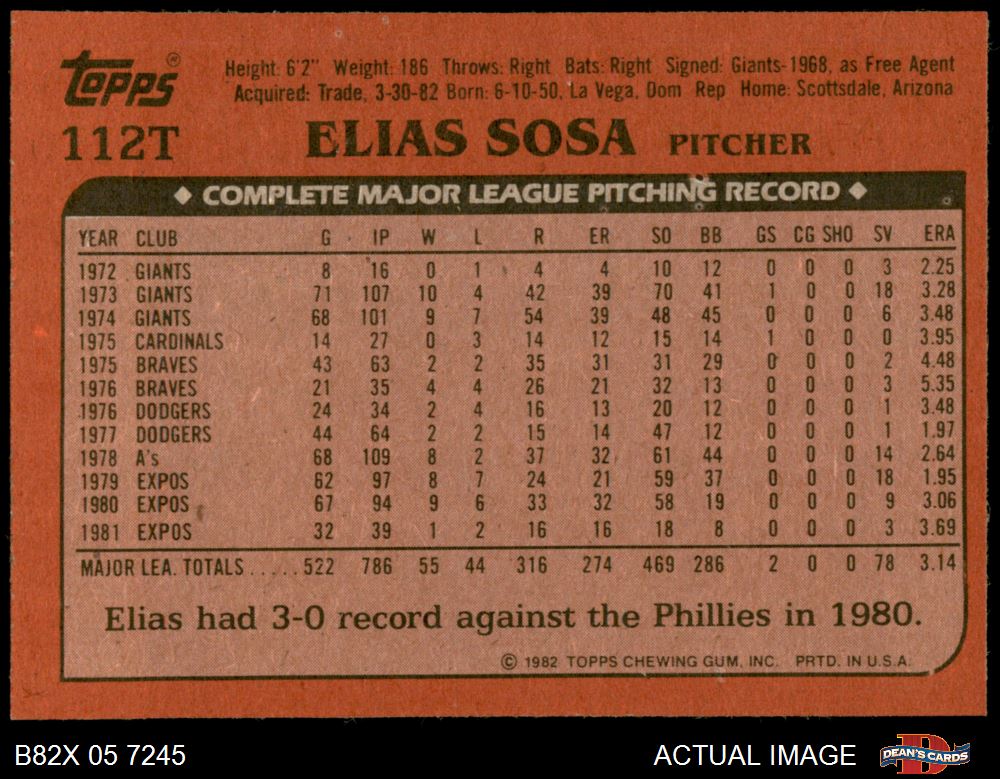 Topps® Height: 6'2" Weight: 186 Throws: Right Bats: Right Signed: Giants-1968, as Free Agent
Acquired: Trade, 3-30-82 Born: 6-10-50, La Vega, Dom Rep Home: Scottsdale, Arizona
112T ELIAS SOSA PITCHER
◆ COMPLETE MAJOR LEAGUE PITCHING RECORD ◆
YEAR CLUB G IP W L R ER SO BB GS CG SHO SV ERA
1972 GIANTS 8 16 0 1 4 4 10 12 0 0 0 3 2.25
1973 GIANTS 71 107 10 4 42 39 70 41 1 0 0 18 3.28
1974 GIANTS 68 101 9 7 54 39 48 45 0 0 0 6 3.48
1975 CARDINALS 14 27 0 3 14 12 15 14 1 0 0 0 3.95
1975 BRAVES 43 63 2 2 35 31 31 29 0 0 0 2 4.48
1976 BRAVES 21 35 4 4 26 21 32 13 0 0 0 3 5.35
1976 DODGERS 24 34 2 4 16 13 20 12 0 0 0 1 3.48
1977 DODGERS 44 64 2 2 15 14 47 12 0 0 0 1 1.97
1978 A's 68 109 8 2 37 32 61 44 0 0 0 14 2.64
1979 EXPOS 62 97 8 7 24 21 59 37 0 0 0 18 1.95
1980 EXPOS 67 94 9 6 33 32 58 19 0 0 0 9 3.06
1981 EXPOS 32 39 1 2 16 16 18 8 0 0 0 3 3.69
MAJOR LEA. TOTALS .....522 786 55 44 316 274 469 286 2 0 0 78 3.14
Elias had 3-0 record against the Phillies in 1980.
© 1982 TOPPS CHEWING GUM, INC. PRTD. IN U.S.A.
B82X 05 7245 ACTUAL IMAGE DEAN'S CARDS